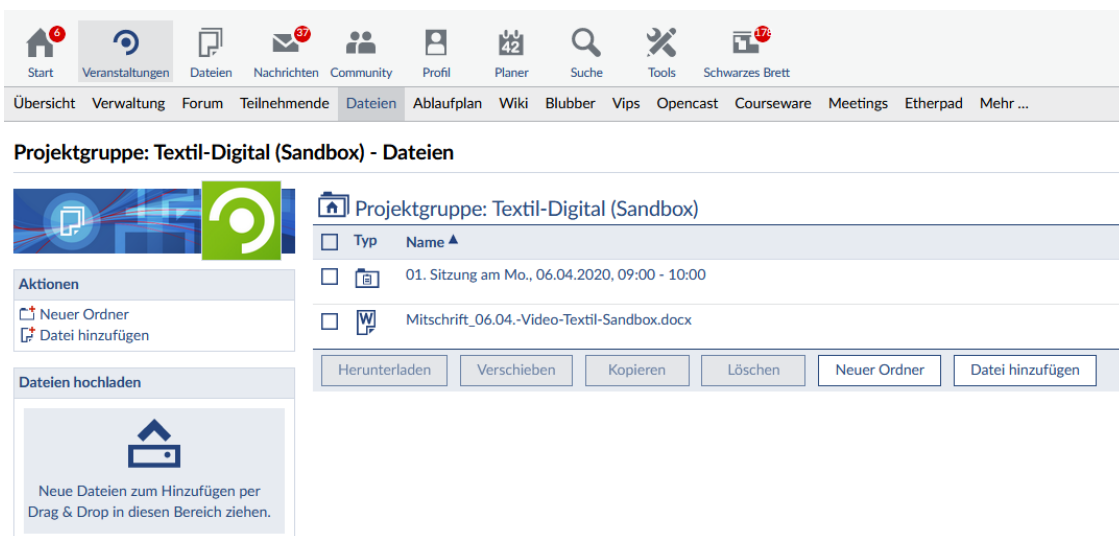 6 37 178
Start Veranstaltungen Dateien Nachrichten Community Profil Planer Suche Tools Schwarzes Brett
42
Übersicht Verwaltung Forum Teilnehmende Dateien Ablaufplan Wiki Blubber Vips Opencast Courseware Meetings Etherpad Mehr ...
Projektgruppe: Textil-Digital (Sandbox) - Dateien
Projektgruppe: Textil-Digital (Sandbox)
Typ Name
01. Sitzung am Mo., 06.04.2020, 09:00 - 10:00
W
Mitschrift_06.04.-Video-Textil-Sandbox.docx
Herunterladen Verschieben Kopieren Löschen Neuer Ordner Datei hinzufügen
Aktionen
Neuer Ordner
Datei hinzufügen
Dateien hochladen
Neue Dateien zum Hinzufügen per
Drag & Drop in diesen Bereich ziehen.